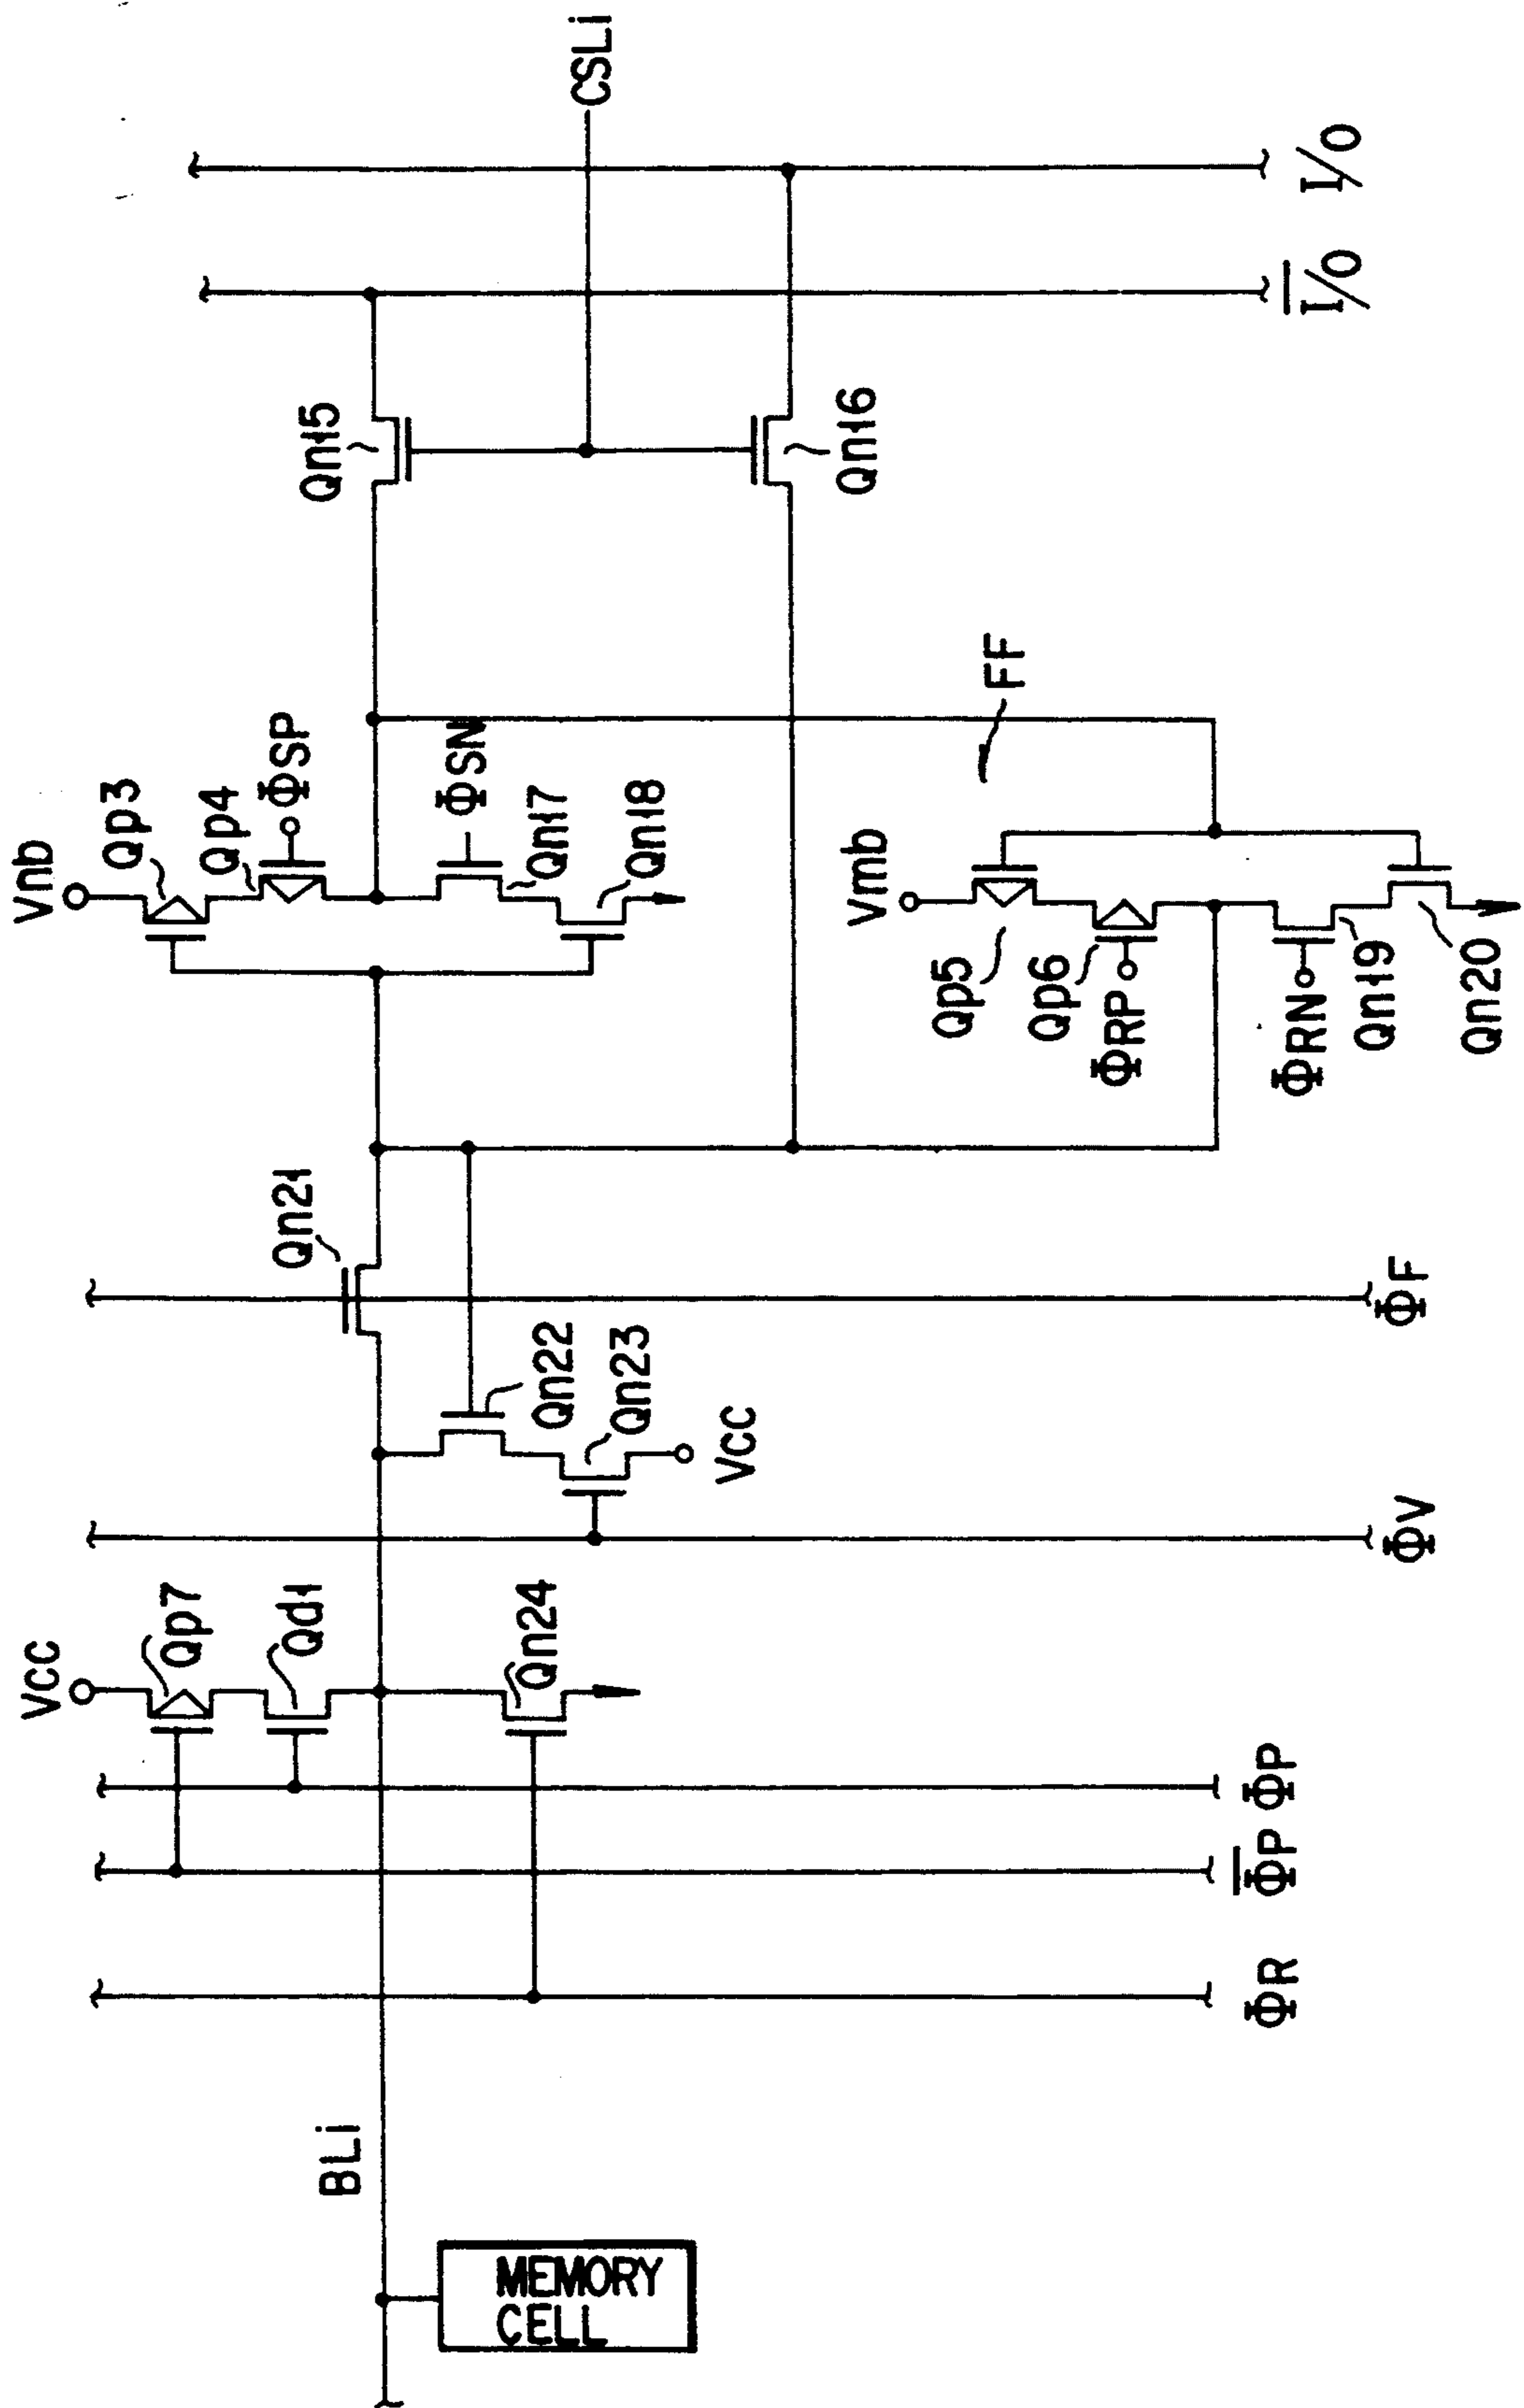 Vnb
Qp3
Qp4
ΦSP
ΦSN
Qn17
Qn18
Qn15
CSLi
Qn16
I/O
I/O
FF
Vmb
Qp5
Qp6
ΦRP
ΦRN
Qn19
Qn20
Qn21
ΦF
Qn22
Qn23
Vcc
ΦV
Vcc
Qp7
Qd1
Qn24
ΦP
ΦP
ΦR
BLi
MEMORY
CELL